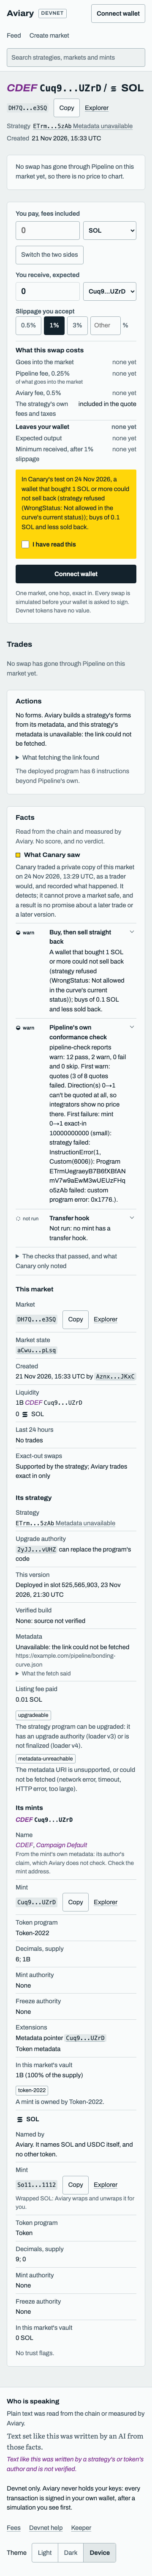 Aviary DEVNET Connect wallet
Feed Create market
Search strategies, markets and mints
CDEF Cuq9...UZrD / SOL
DH7Q...e3SQ Copy Explorer
Strategy ETrm...5zAb Metadata unavailable
Created 21 Nov 2026, 15:33 UTC
No swap has gone through Pipeline on this
market yet, so there is no price to chart.
You pay, fees included
0 SOL
Switch the two sides
You receive, expected
0 Cuq9...UZrD
Slippage you accept
0.5% 1% 3% Other %
What this swap costs
Goes into the market none yet
Pipeline fee, 0.25% none yet
of what goes into the market
Aviary fee, 0.5% none yet
The strategy's own included in the quote
fees and taxes
Leaves your wallet none yet
Expected output none yet
Minimum received, after 1% none yet
slippage
In Canary's test on 24 Nov 2026, a
wallet that bought 1 SOL or more could
not sell back (strategy refused
(WrongStatus: Not allowed in the
curve's current status)); buys of 0.1
SOL and less sold back.
I have read this
Connect wallet
One market, one hop, exact in. Every swap is
simulated before your wallet is asked to sign.
Devnet tokens have no value.
Trades
No swap has gone through Pipeline on this
market yet.
Actions
No forms. Aviary builds a strategy's forms
from its metadata, and this strategy's
metadata is unavailable: the link could not
be fetched.
What fetching the link found
The deployed program has 6 instructions
beyond Pipeline's own.
Facts
Read from the chain and measured by
Aviary. No score, and no verdict.
What Canary saw
Canary traded a private copy of this market
on 24 Nov 2026, 13:29 UTC, as a trader
would, and recorded what happened. It
detects; it cannot prove a market safe, and
a result is no promise about a later trade or
a later version.
warn Buy, then sell straight
back
A wallet that bought 1 SOL
or more could not sell back
(strategy refused
(WrongStatus: Not allowed
in the curve's current
status)); buys of 0.1 SOL
and less sold back.
warn Pipeline's own
conformance check
pipeline-check reports
warn: 12 pass, 2 warn, 0 fail
and 0 skip. First warn:
quotes (3 of 8 quotes
failed. Direction(s) 0→1
can't be quoted at all, so
integrators show no price
there. First failure: mint
0→1 exact-in
10000000000 (small):
strategy failed:
InstructionError(1,
Custom(6006)): Program
failed: custom
program error: 0x1776.).
not run Transfer hook
Not run: no mint has a
transfer hook.
The checks that passed, and what
Canary only noted
This market
Market
DH7Q...e3SQ Copy Explorer
Market state
aCwu...pLsq
Created
21 Nov 2026, 15:33 UTC by Aznx...JKxC
Liquidity
1B CDEF Cuq9...UZrD
0 SOL
Last 24 hours
No trades
Exact-out swaps
Supported by the strategy; Aviary trades
exact in only
Its strategy
Strategy
ETrm...5zAb Metadata unavailable
Upgrade authority
2yJJ...vUHZ can replace the program's
code
This version
Deployed in slot 525,565,903, 23 Nov
2026, 21:30 UTC
Verified build
None: source not verified
Metadata
Unavailable: the link could not be fetched
https://example.com/pipeline/bonding-
curve.json
What the fetch said
Listing fee paid
0.01 SOL
upgradeable
The strategy program can be upgraded: it
has an upgrade authority (loader v3) or is
not finalized (loader v4).
metadata-unreachable
The metadata URI is unsupported, or could
not be fetched (network error, timeout,
HTTP error, too large).
Its mints
CDEF Cuq9...UZrD
Name
CDEF, Campaign Default
From the mint's own metadata: its author's
claim, which Aviary does not check. Check the
mint address.
Mint
Cuq9...UZrD Copy Explorer
Token program
Token-2022
Decimals, supply
6; 1B
Mint authority
None
Freeze authority
None
Extensions
Metadata pointer Cuq9...UZrD
Token metadata
In this market's vault
1B (100% of the supply)
token-2022
A mint is owned by Token-2022.
SOL
Named by
Aviary. It names SOL and USDC itself, and
no other token.
Mint
So11...1112 Copy Explorer
Wrapped SOL: Aviary wraps and unwraps it for
you.
Token program
Token
Decimals, supply
9; 0
Mint authority
None
Freeze authority
None
In this market's vault
0 SOL
No trust flags.
Who is speaking
Plain text was read from the chain or measured by
Aviary.
Text set like this was written by an AI from
those facts.
Text like this was written by a strategy's or token's
author and is not verified.
Devnet only. Aviary never holds your keys: every
transaction is signed in your own wallet, after a
simulation you see first.
Fees Devnet help Keeper
Theme Light Dark Device